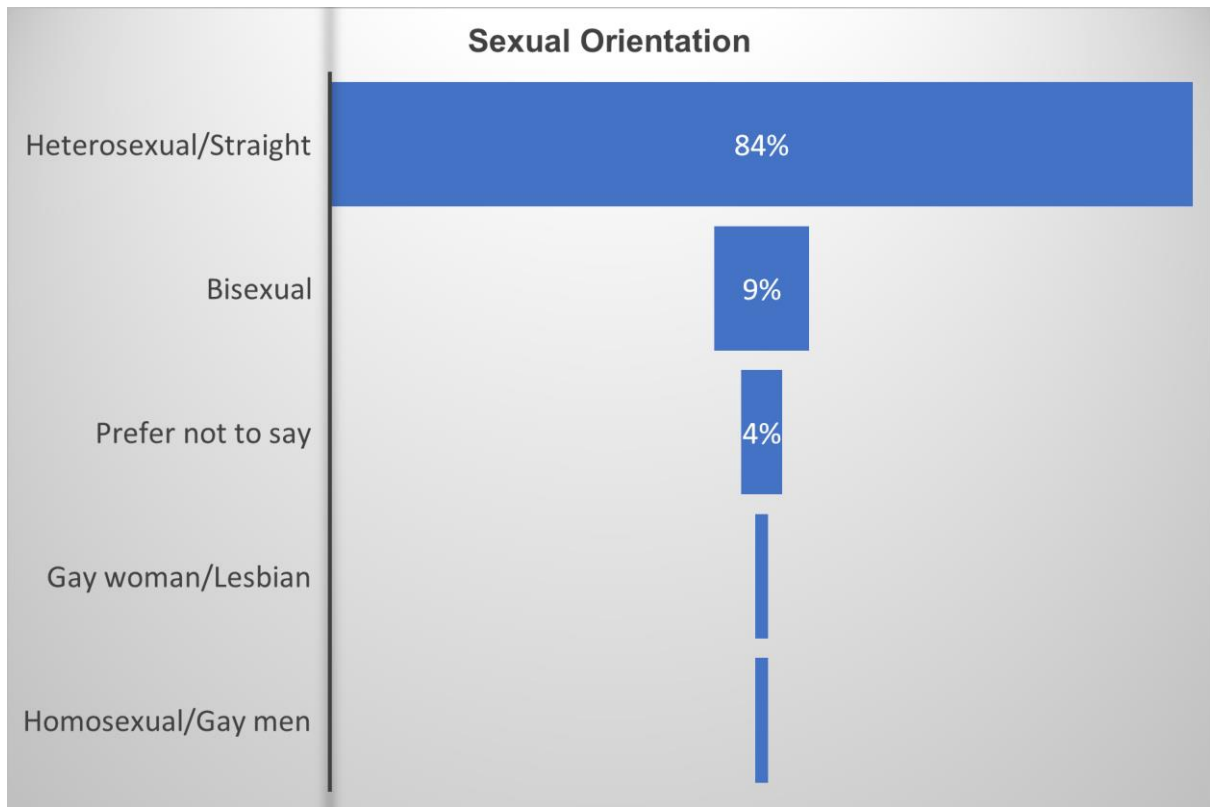 Sexual Orientation
Heterosexual/Straight
84%
Bisexual
9%
Prefer not to say
4%
Gay woman/Lesbian
Homosexual/Gay men